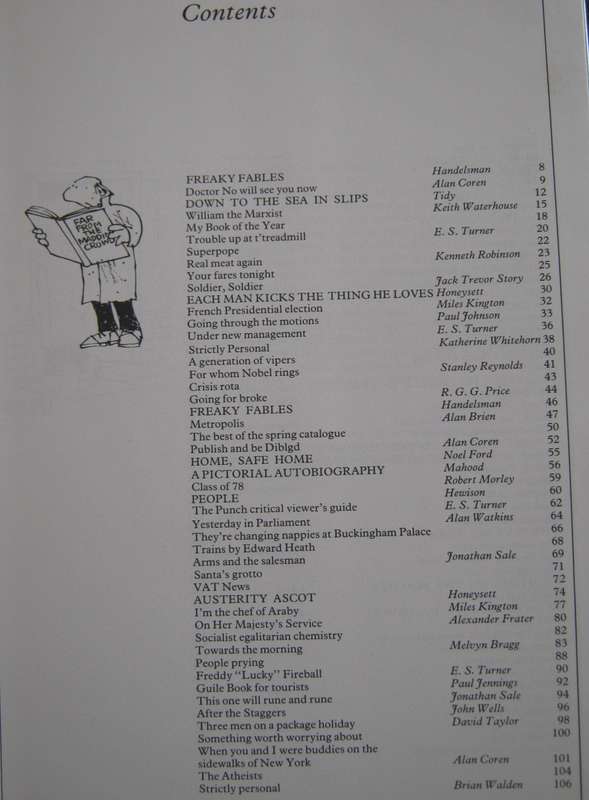 Contents
FAR
FROM
THE
MADDING
CROWD
FREAKY FABLES Handelsman 8
Doctor No will see you now Alan Coren 9
DOWN TO THE SEA IN SLIPS Tidy 12
William the Marxist Keith Waterhouse 15
My Book of the Year 18
Trouble up at t'treadmill E. S. Turner 20
Superpope 22
Real meat again Kenneth Robinson 23
Your fares tonight 25
Soldier, Soldier Jack Trevor Story 26
EACH MAN KICKS THE THING HE LOVES Honeysett 30
French Presidential election Miles Kington 32
Going through the motions Paul Johnson 33
Under new management E. S. Turner 36
Strictly Personal Katherine Whitehorn 38
A generation of vipers 40
For whom Nobel rings Stanley Reynolds 41
Crisis rota 43
Going for broke R. G. G. Price 44
FREAKY FABLES Handelsman 46
Metropolis Alan Brien 47
The best of the spring catalogue 50
Publish and be Diblgd Alan Coren 52
HOME, SAFE HOME Noel Ford 55
A PICTORIAL AUTOBIOGRAPHY Mahood 56
Class of 78 Robert Morley 59
PEOPLE Hewison 60
The Punch critical viewer's guide E. S. Turner 62
Yesterday in Parliament Alan Watkins 64
They're changing nappies at Buckingham Palace 66
Trains by Edward Heath 68
Arms and the salesman Jonathan Sale 69
Santa's grotto 71
VAT News 72
AUSTERITY ASCOT Honeysett 74
I'm the chef of Araby Miles Kington 77
On Her Majesty's Service Alexander Frater 80
Socialist egalitarian chemistry 82
Towards the morning Melvyn Bragg 83
People prying 88
Freddy "Lucky" Fireball E. S. Turner 90
Guile Book for tourists Paul Jennings 92
This one will rune and rune Jonathan Sale 94
After the Staggers John Wells 96
Three men on a package holiday David Taylor 98
Something worth worrying about 100
When you and I were buddies on the
sidewalks of New York Alan Coren 101
The Atheists 104
Strictly personal Brian Walden 106